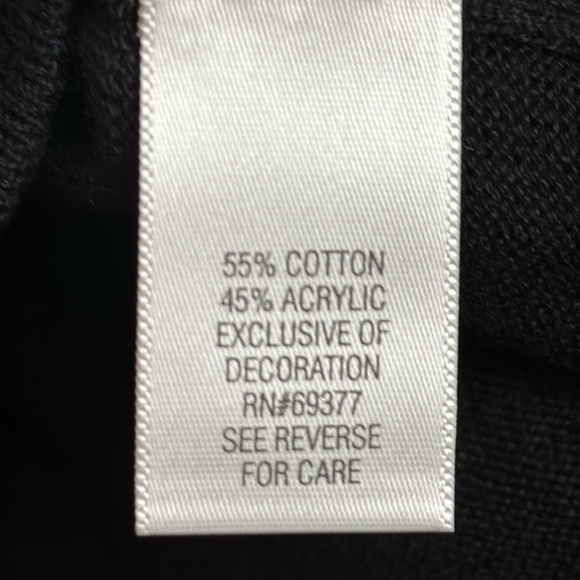 55% COTTON
45% ACRYLIC
EXCLUSIVE OF
DECORATION
RN#69377
SEE REVERSE
FOR CARE